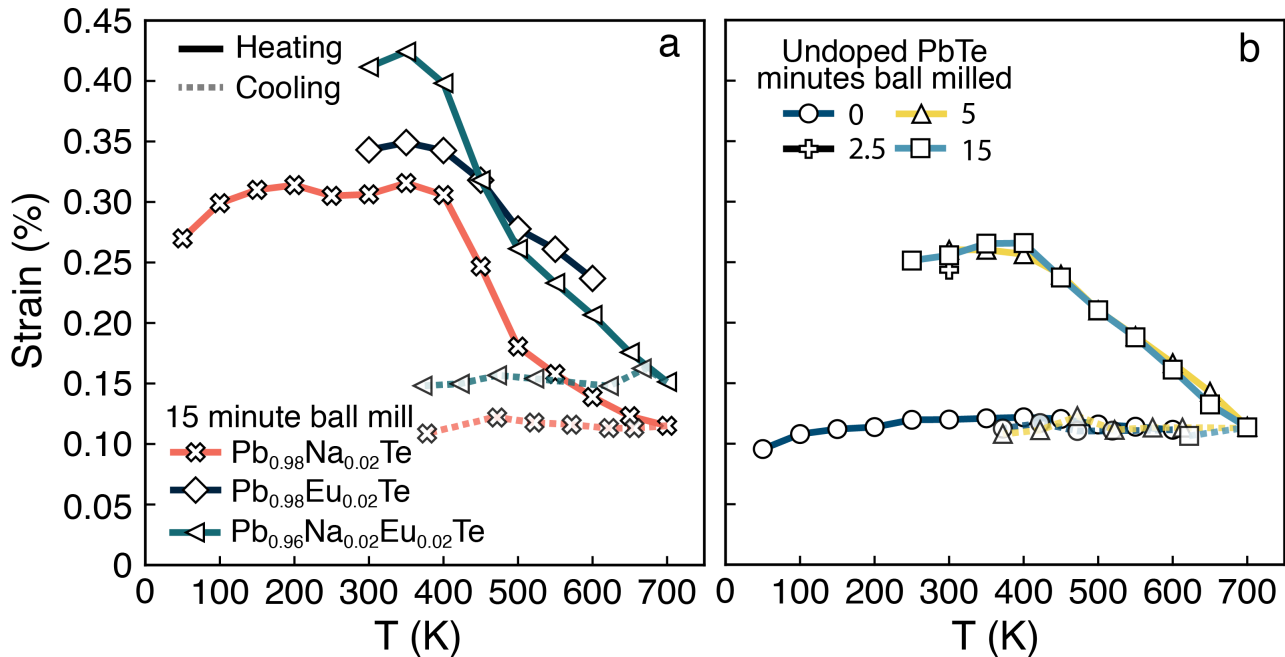 0.45
0.40
0.35
0.30
0.25
0.20
0.15
0.10
0.05
0
Strain (%)
Heating
Cooling
a
15 minute ball mill
Pb0.98Na0.02Te
Pb0.98Eu0.02Te
Pb0.96Na0.02Eu0.02Te
0 100 200 300 400 500 600 700
T (K)
Undoped PbTe
minutes ball milled
b
0 5
2.5 15
0 100 200 300 400 500 600 700
T (K)